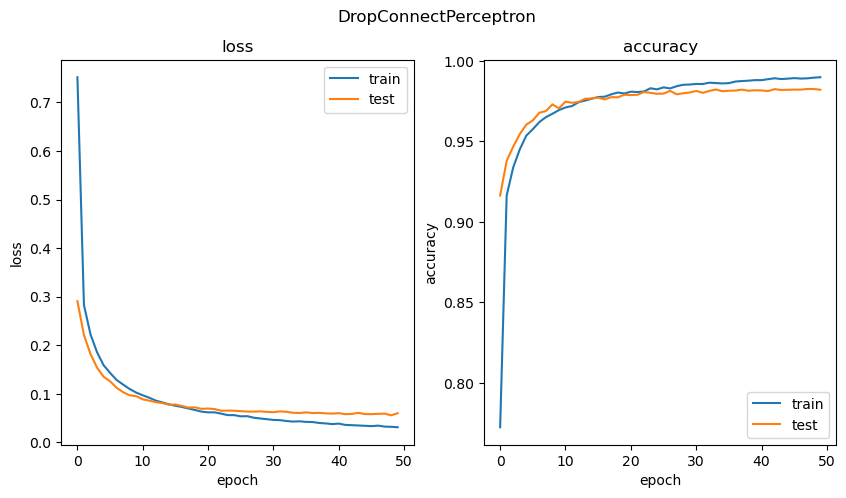 DropConnectPerceptron
loss
train
test
0.7
0.6
0.5
0.4
0.3
0.2
0.1
0.0
loss
0 10 20 30 40 50
epoch
accuracy
1.00
0.95
0.90
0.85
0.80
accuracy
train
test
0 10 20 30 40 50
epoch